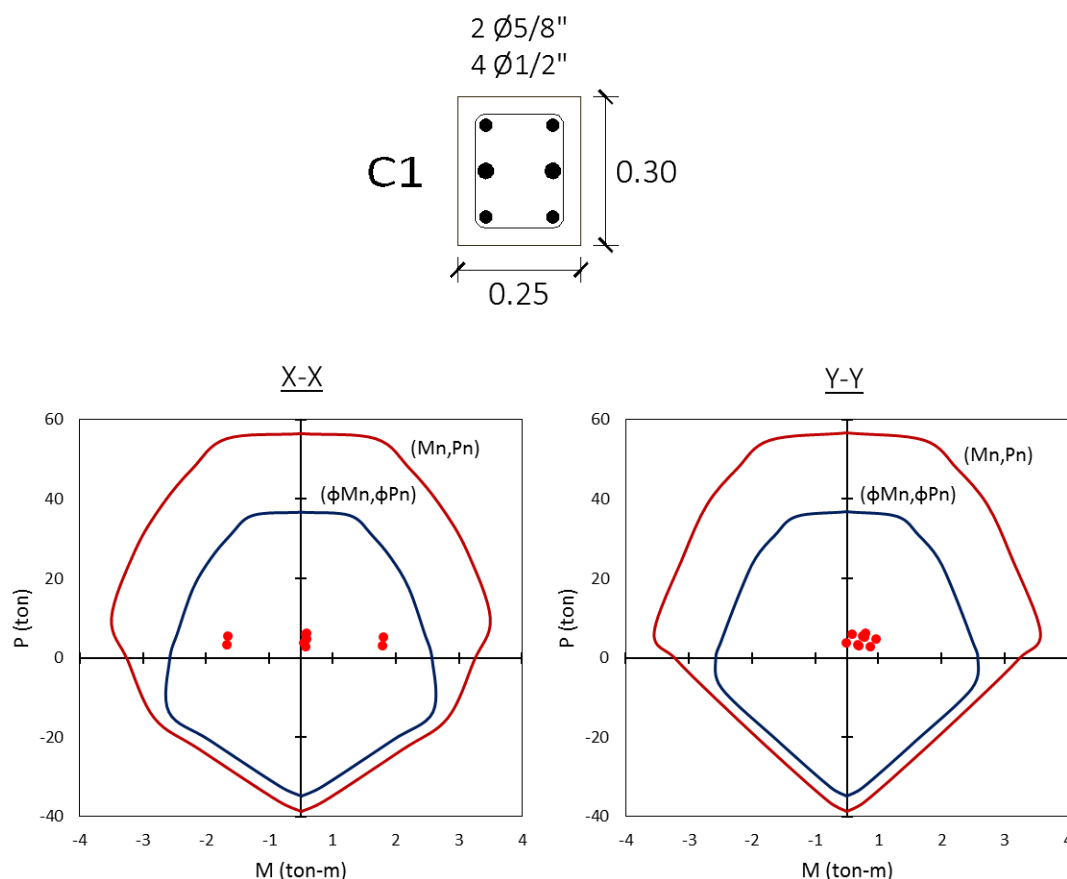 2 Ø5/8"
4 Ø1/2"
C1
0.30
0.25
X-X
60
40
20
0
-20
-40
P (ton)
(Mn,Pn)
(ϕMn,ϕPn)
-4 -3 -2 -1 0 1 2 3 4
M (ton-m)
Y-Y
60
40
20
0
-20
-40
P (ton)
(Mn,Pn)
(ϕMn,ϕPn)
-4 -3 -2 -1 0 1 2 3 4
M (ton-m)